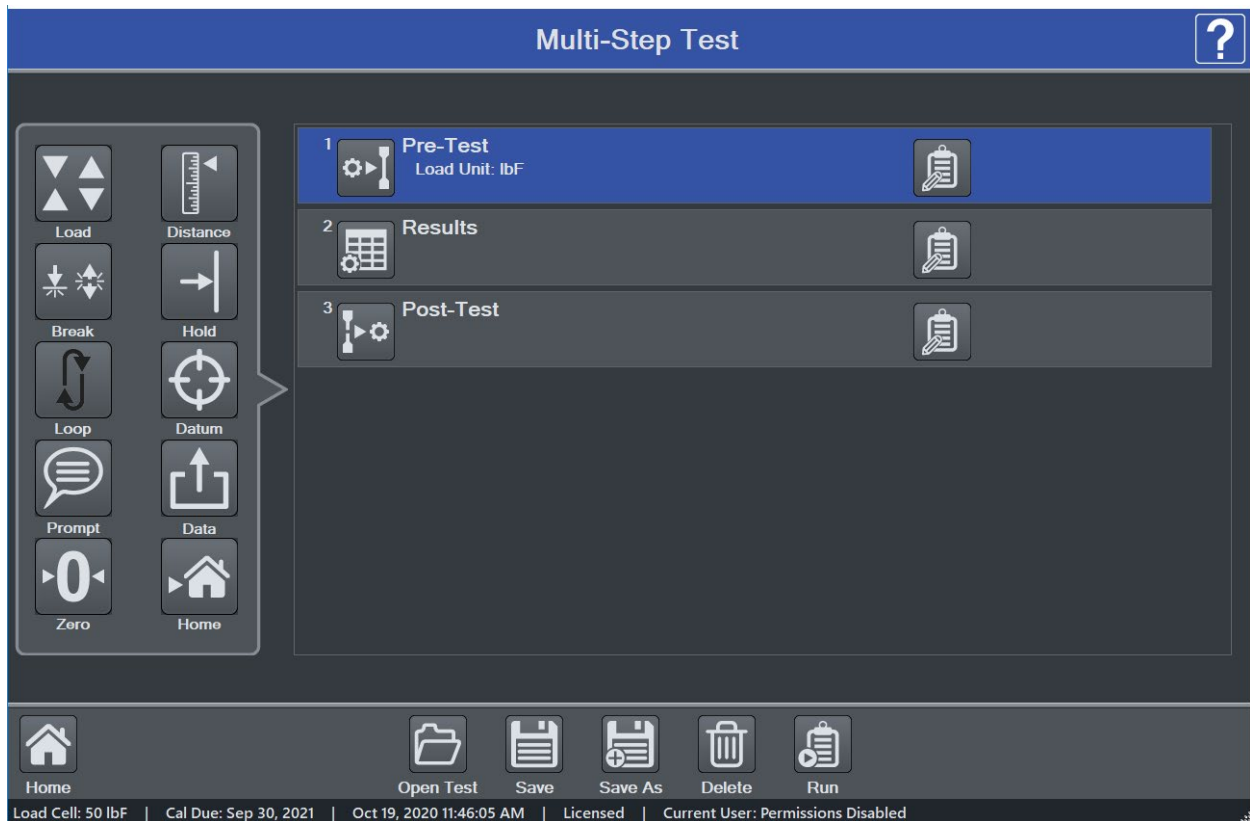 Multi-Step Test
?
Load
Distance
Break
Hold
Loop
Datum
Prompt
Data
0
Zero
Home
1
Pre-Test
Load Unit: lbF
2
Results
3
Post-Test
Home
Open Test
Save
Save As
Delete
Run
Load Cell: 50 lbF | Cal Due: Sep 30, 2021 | Oct 19, 2020 11:46:05 AM | Licensed | Current User: Permissions Disabled